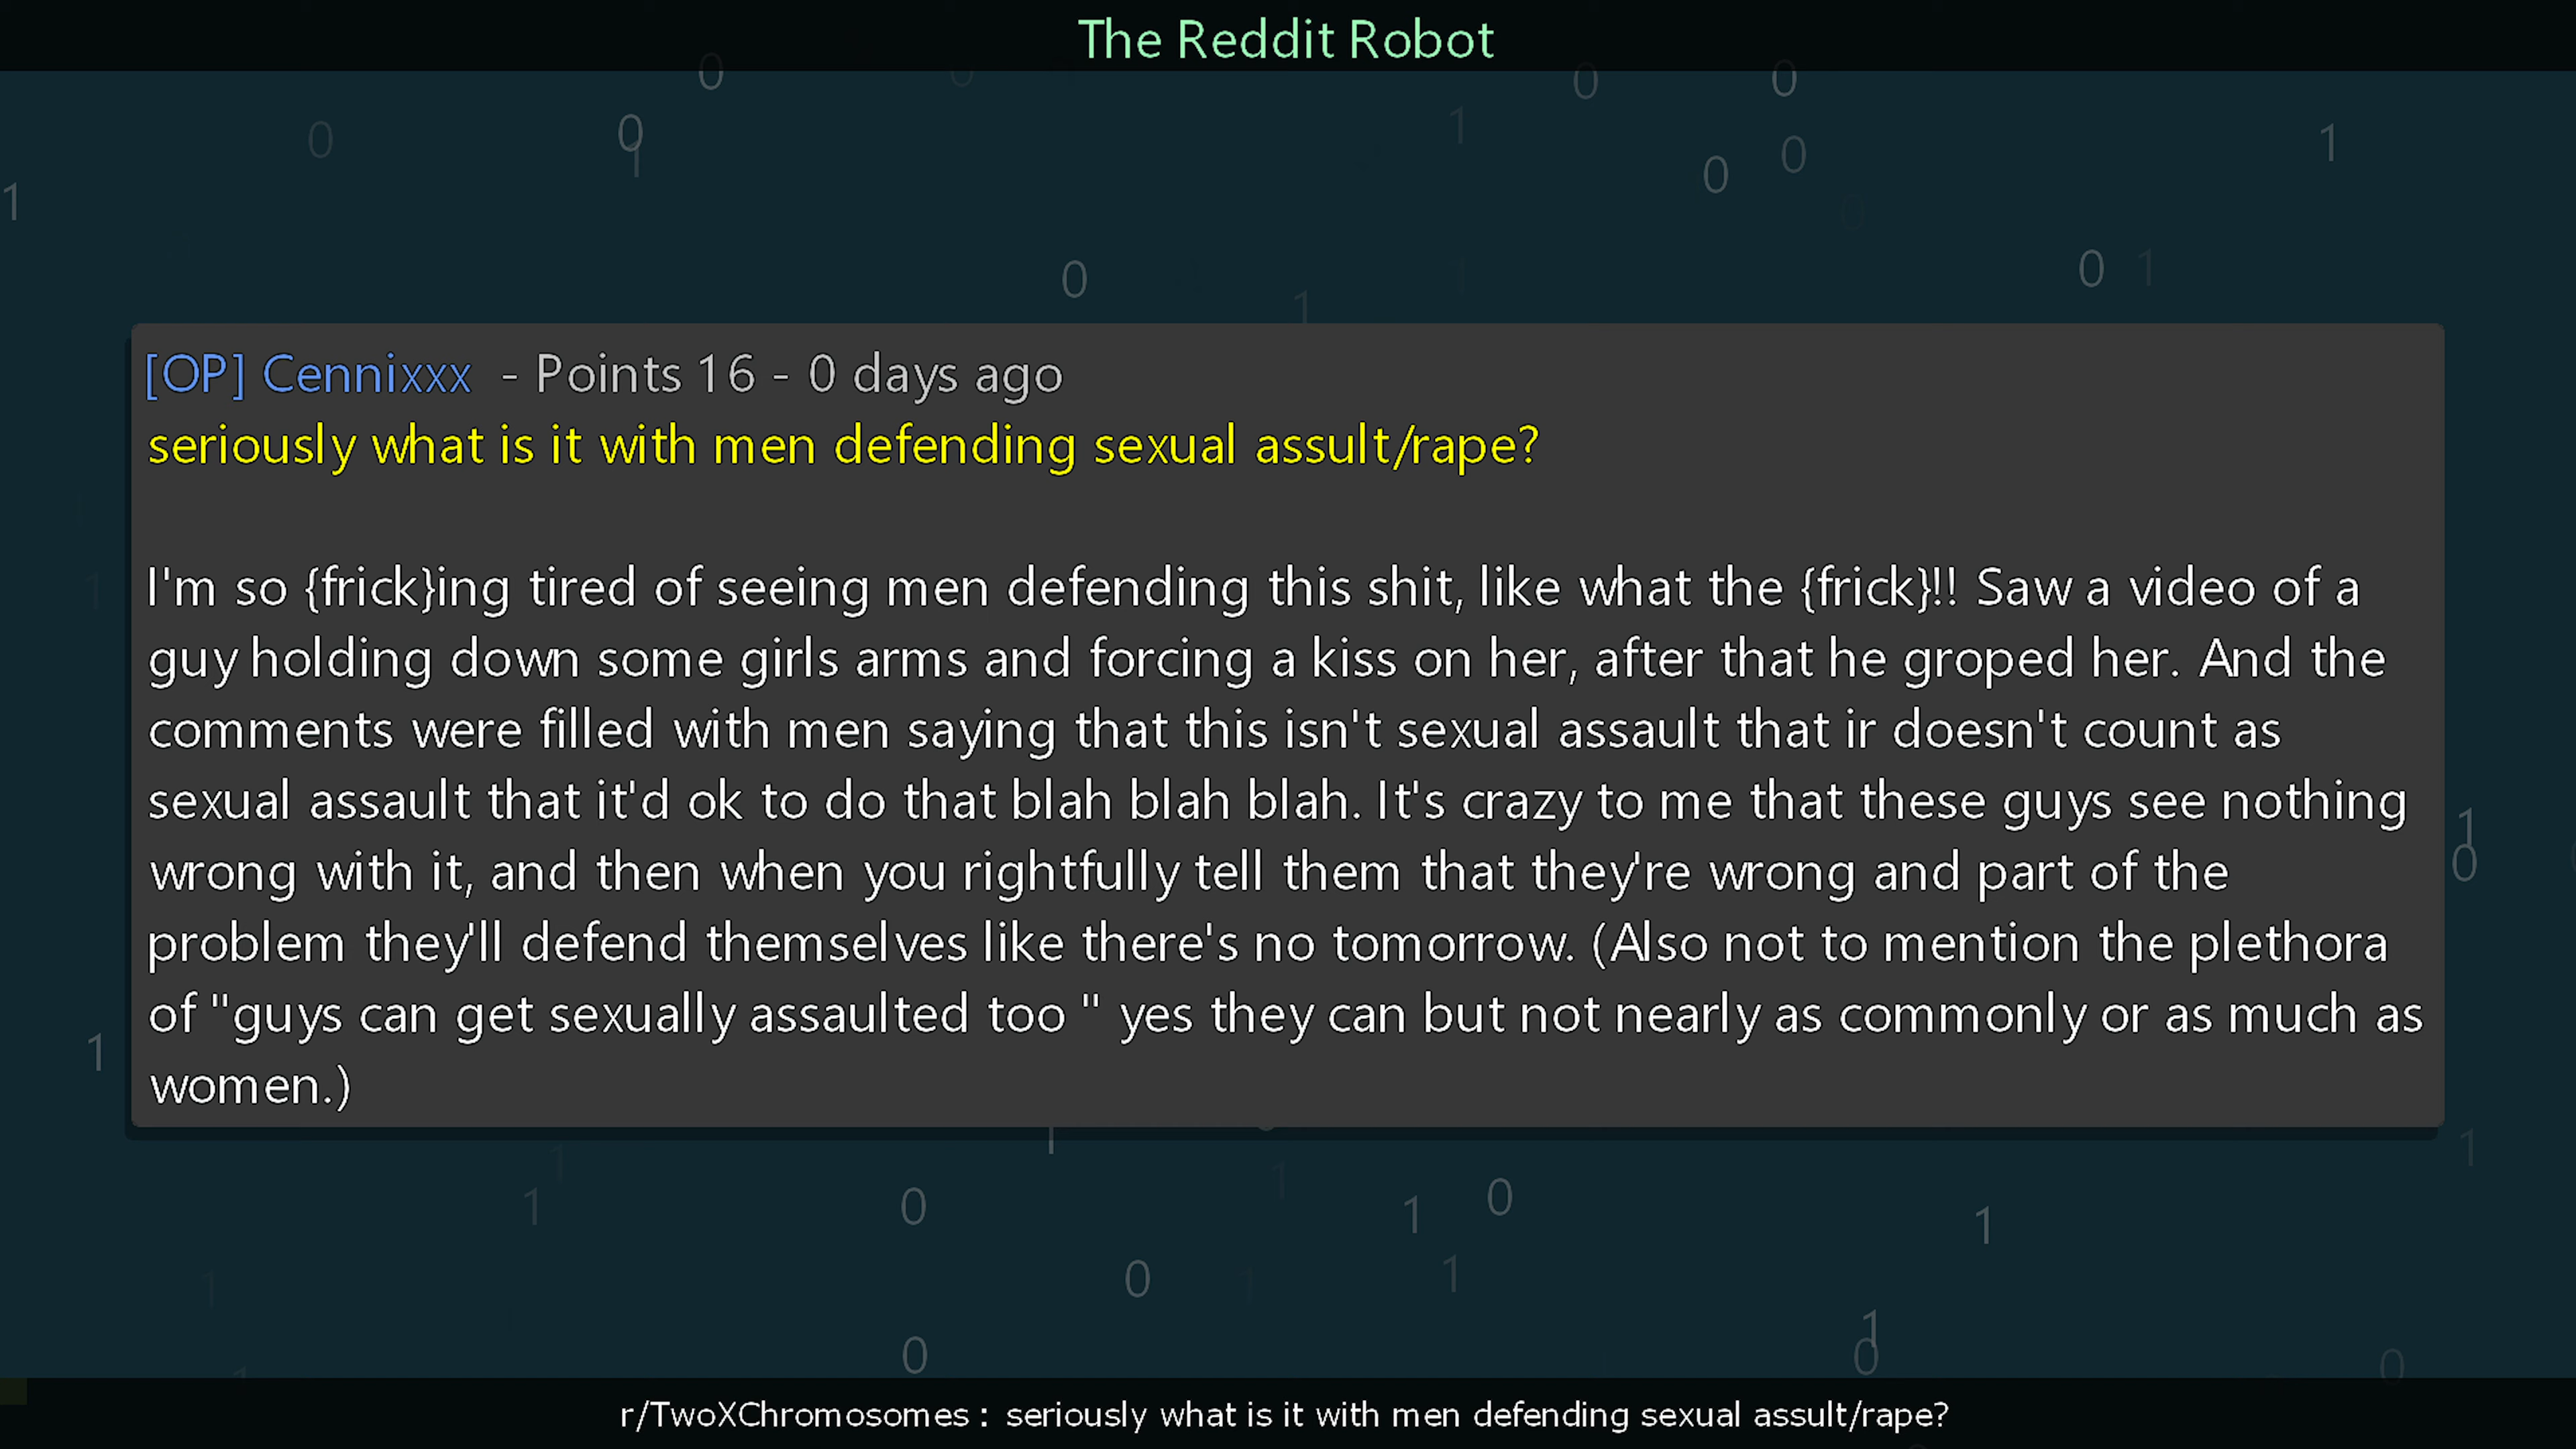 The Reddit Robot
[OP] Cennixxx - Points 16 - 0 days ago
seriously what is it with men defending sexual assult/rape?
I'm so {frick}ing tired of seeing men defending this shit, like what the {frick}!! Saw a video of a
guy holding down some girls arms and forcing a kiss on her, after that he groped her. And the
comments were filled with men saying that this isn't sexual assault that ir doesn't count as
sexual assault that it'd ok to do that blah blah blah. It's crazy to me that these guys see nothing
wrong with it, and then when you rightfully tell them that they're wrong and part of the
problem they'll defend themselves like there's no tomorrow. (Also not to mention the plethora
of "guys can get sexually assaulted too " yes they can but not nearly as commonly or as much as
women.)
r/TwoXChromosomes : seriously what is it with men defending sexual assult/rape?